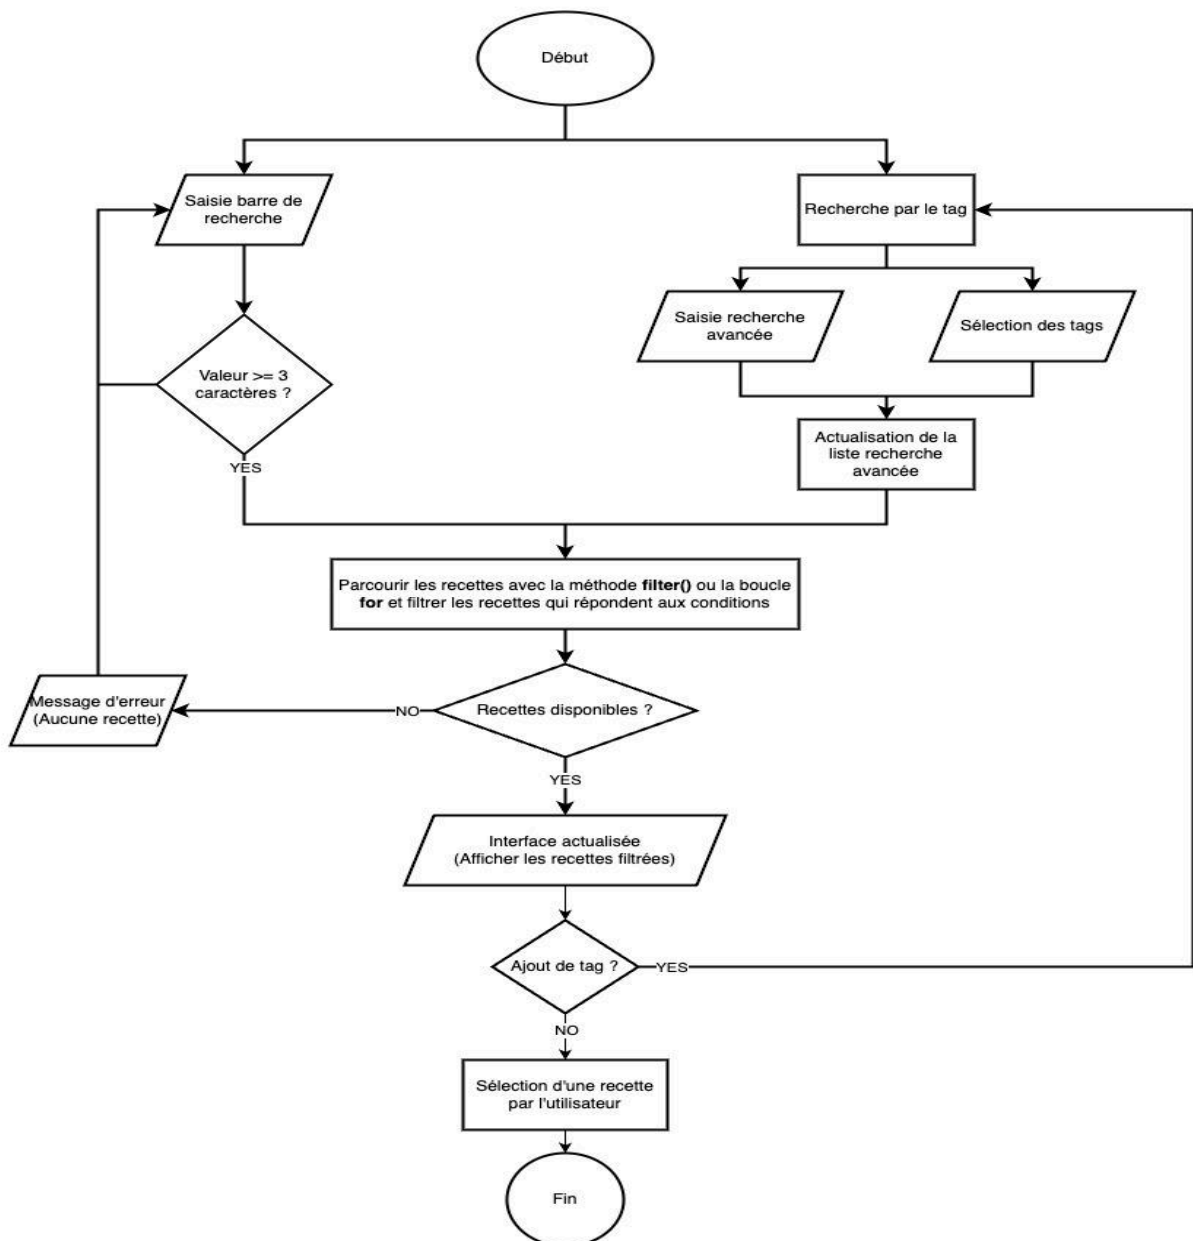 Début
Saisie barre de
recherche
Recherche par le tag
Saisie recherche
avancée
Sélection des tags
Valeur >= 3
caractères ?
YES
Actualisation de la
liste recherche
avancée
Parcourir les recettes avec la méthode filter() ou la boucle
for et filtrer les recettes qui répondent aux conditions
Message d'erreur
(Aucune recette)
NO
Recettes disponibles ?
YES
Interface actualisée
(Afficher les recettes filtrées)
Ajout de tag ?
YES
NO
Sélection d'une recette
par l'utilisateur
Fin